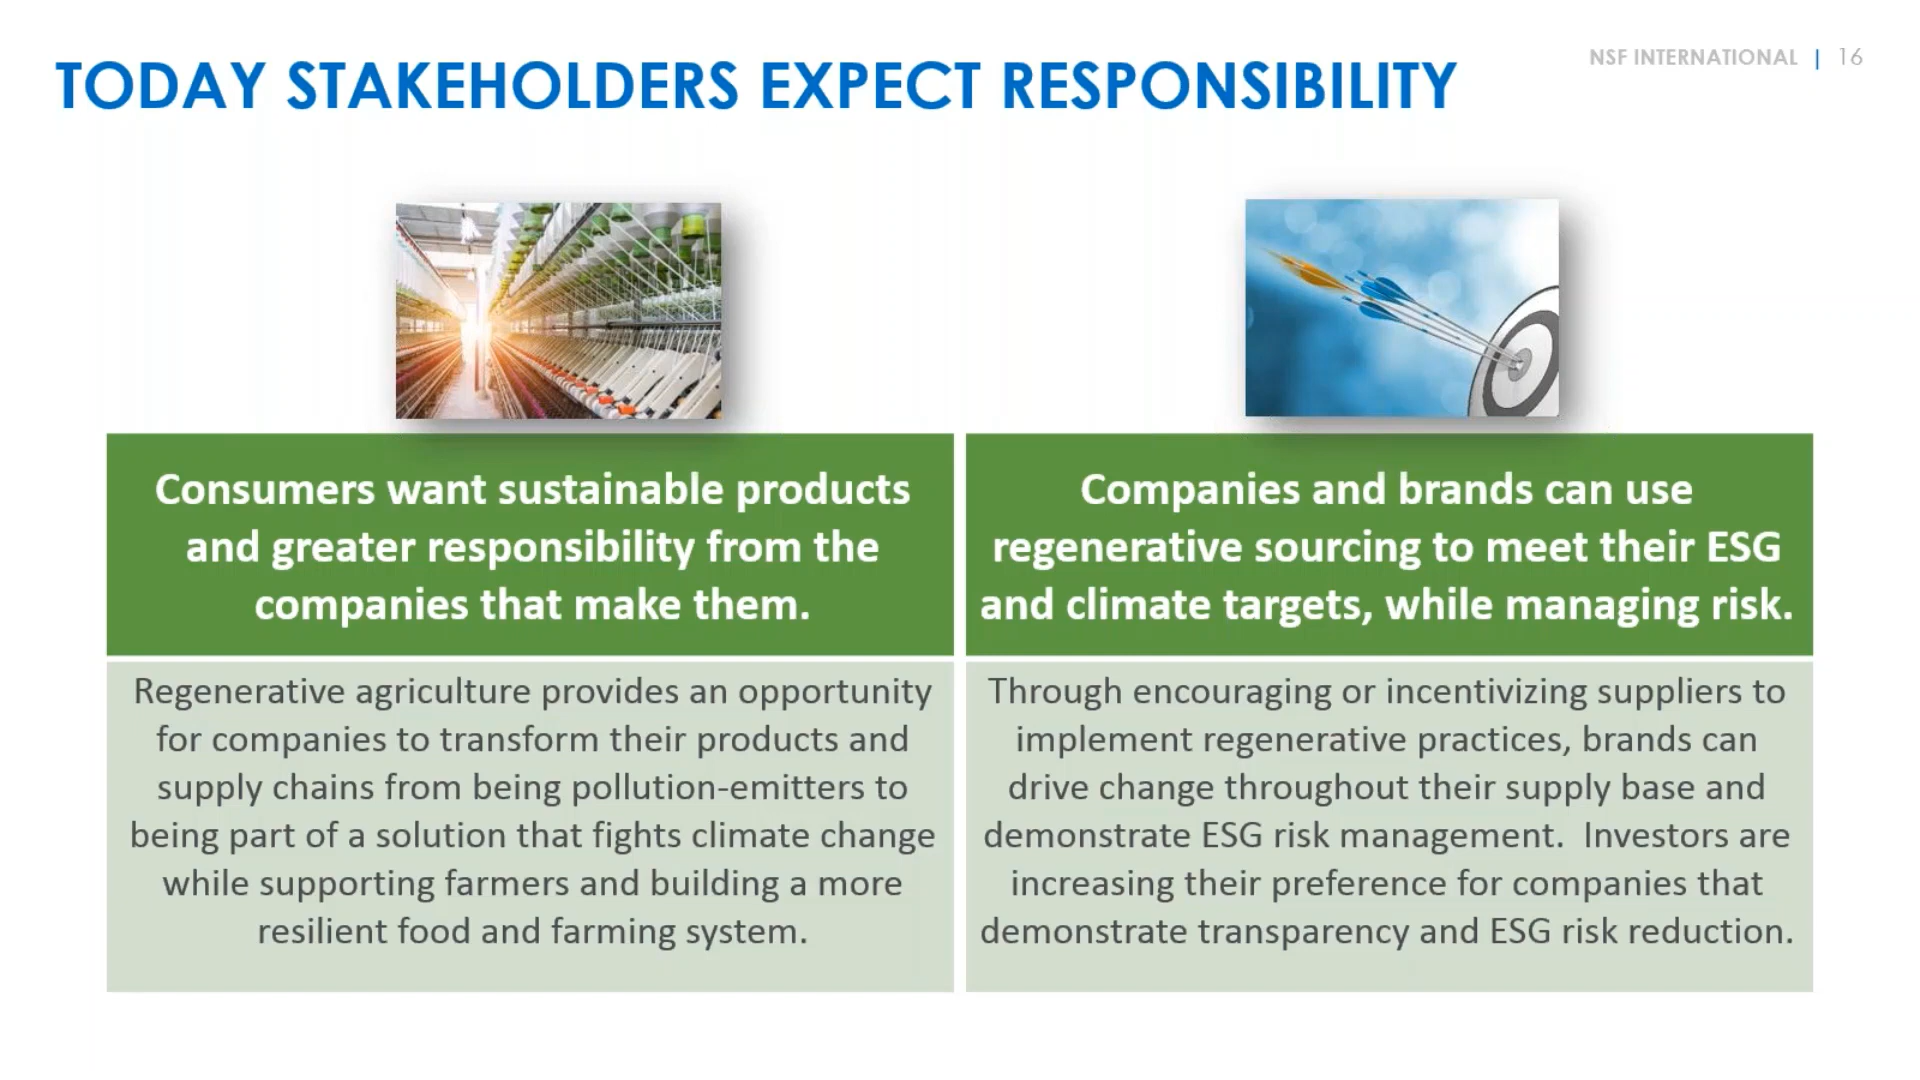 TODAY STAKEHOLDERS EXPECT RESPONSIBILITY
NSF INTERNATIONAL | 16
Consumers want sustainable products
and greater responsibility from the
companies that make them.
Regenerative agriculture provides an opportunity
for companies to transform their products and
supply chains from being pollution-emitters to
being part of a solution that fights climate change
while supporting farmers and building a more
resilient food and farming system.
Companies and brands can use
regenerative sourcing to meet their ESG
and climate targets, while managing risk.
Through encouraging or incentivizing suppliers to
implement regenerative practices, brands can
drive change throughout their supply base and
demonstrate ESG risk management.  Investors are
increasing their preference for companies that
demonstrate transparency and ESG risk reduction.